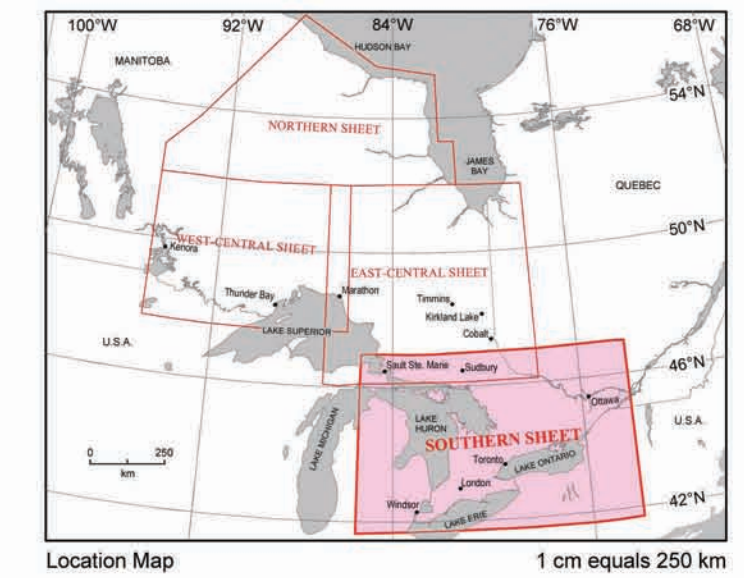 100°W 92°W 84°W 76°W 68°W
HUDSON BAY
MANITOBA
54°N
NORTHERN SHEET
JAMES
BAY
QUEBEC
50°N
WEST-CENTRAL SHEET
Kenora
EAST-CENTRAL SHEET
Thunder Bay
Marathon
Timmins
Kirkland Lake
LAKE SUPERIOR
Cobalt
U.S.A.
46°N
Sault Ste. Marie
Sudbury
Ottawa
LAKE MICHIGAN
LAKE
HURON
U.S.A.
SOUTHERN SHEET
0 250
km
Toronto
LAKE ONTARIO
London
42°N
Windsor
LAKE ERIE
Location Map
1 cm equals 250 km